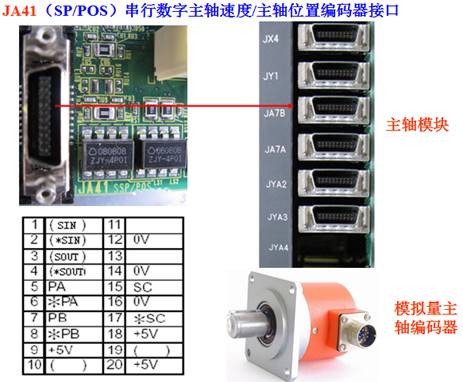 JA41（SP/POS）串行数字主轴速度/主轴位置编码器接口
JX4
JY1
JA7B
JA7A
JYA2
JYA3
JYA4
主轴模块
080808
ZJY-4P01
080808
ZJY-4P01
JA41 SSP/POS LS1 LS2
1 (SIN) 11
2 (*SIN) 12 0V
3 (SOUT) 13
4 (*SOUT) 14 0V
5 PA 15 SC
6 ※PA 16 0V
7 PB 17 ※SC
8 ※PB 18 +5V
9 +5V 19 ( )
10 ( ) 20 +5V
模拟量主
轴编码器